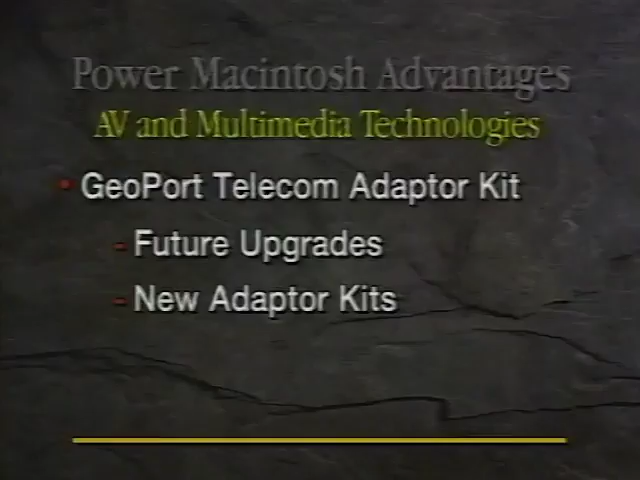 Power Macintosh Advantages
AV and Multimedia Technologies
• GeoPort Telecom Adaptor Kit
- Future Upgrades
- New Adaptor Kits